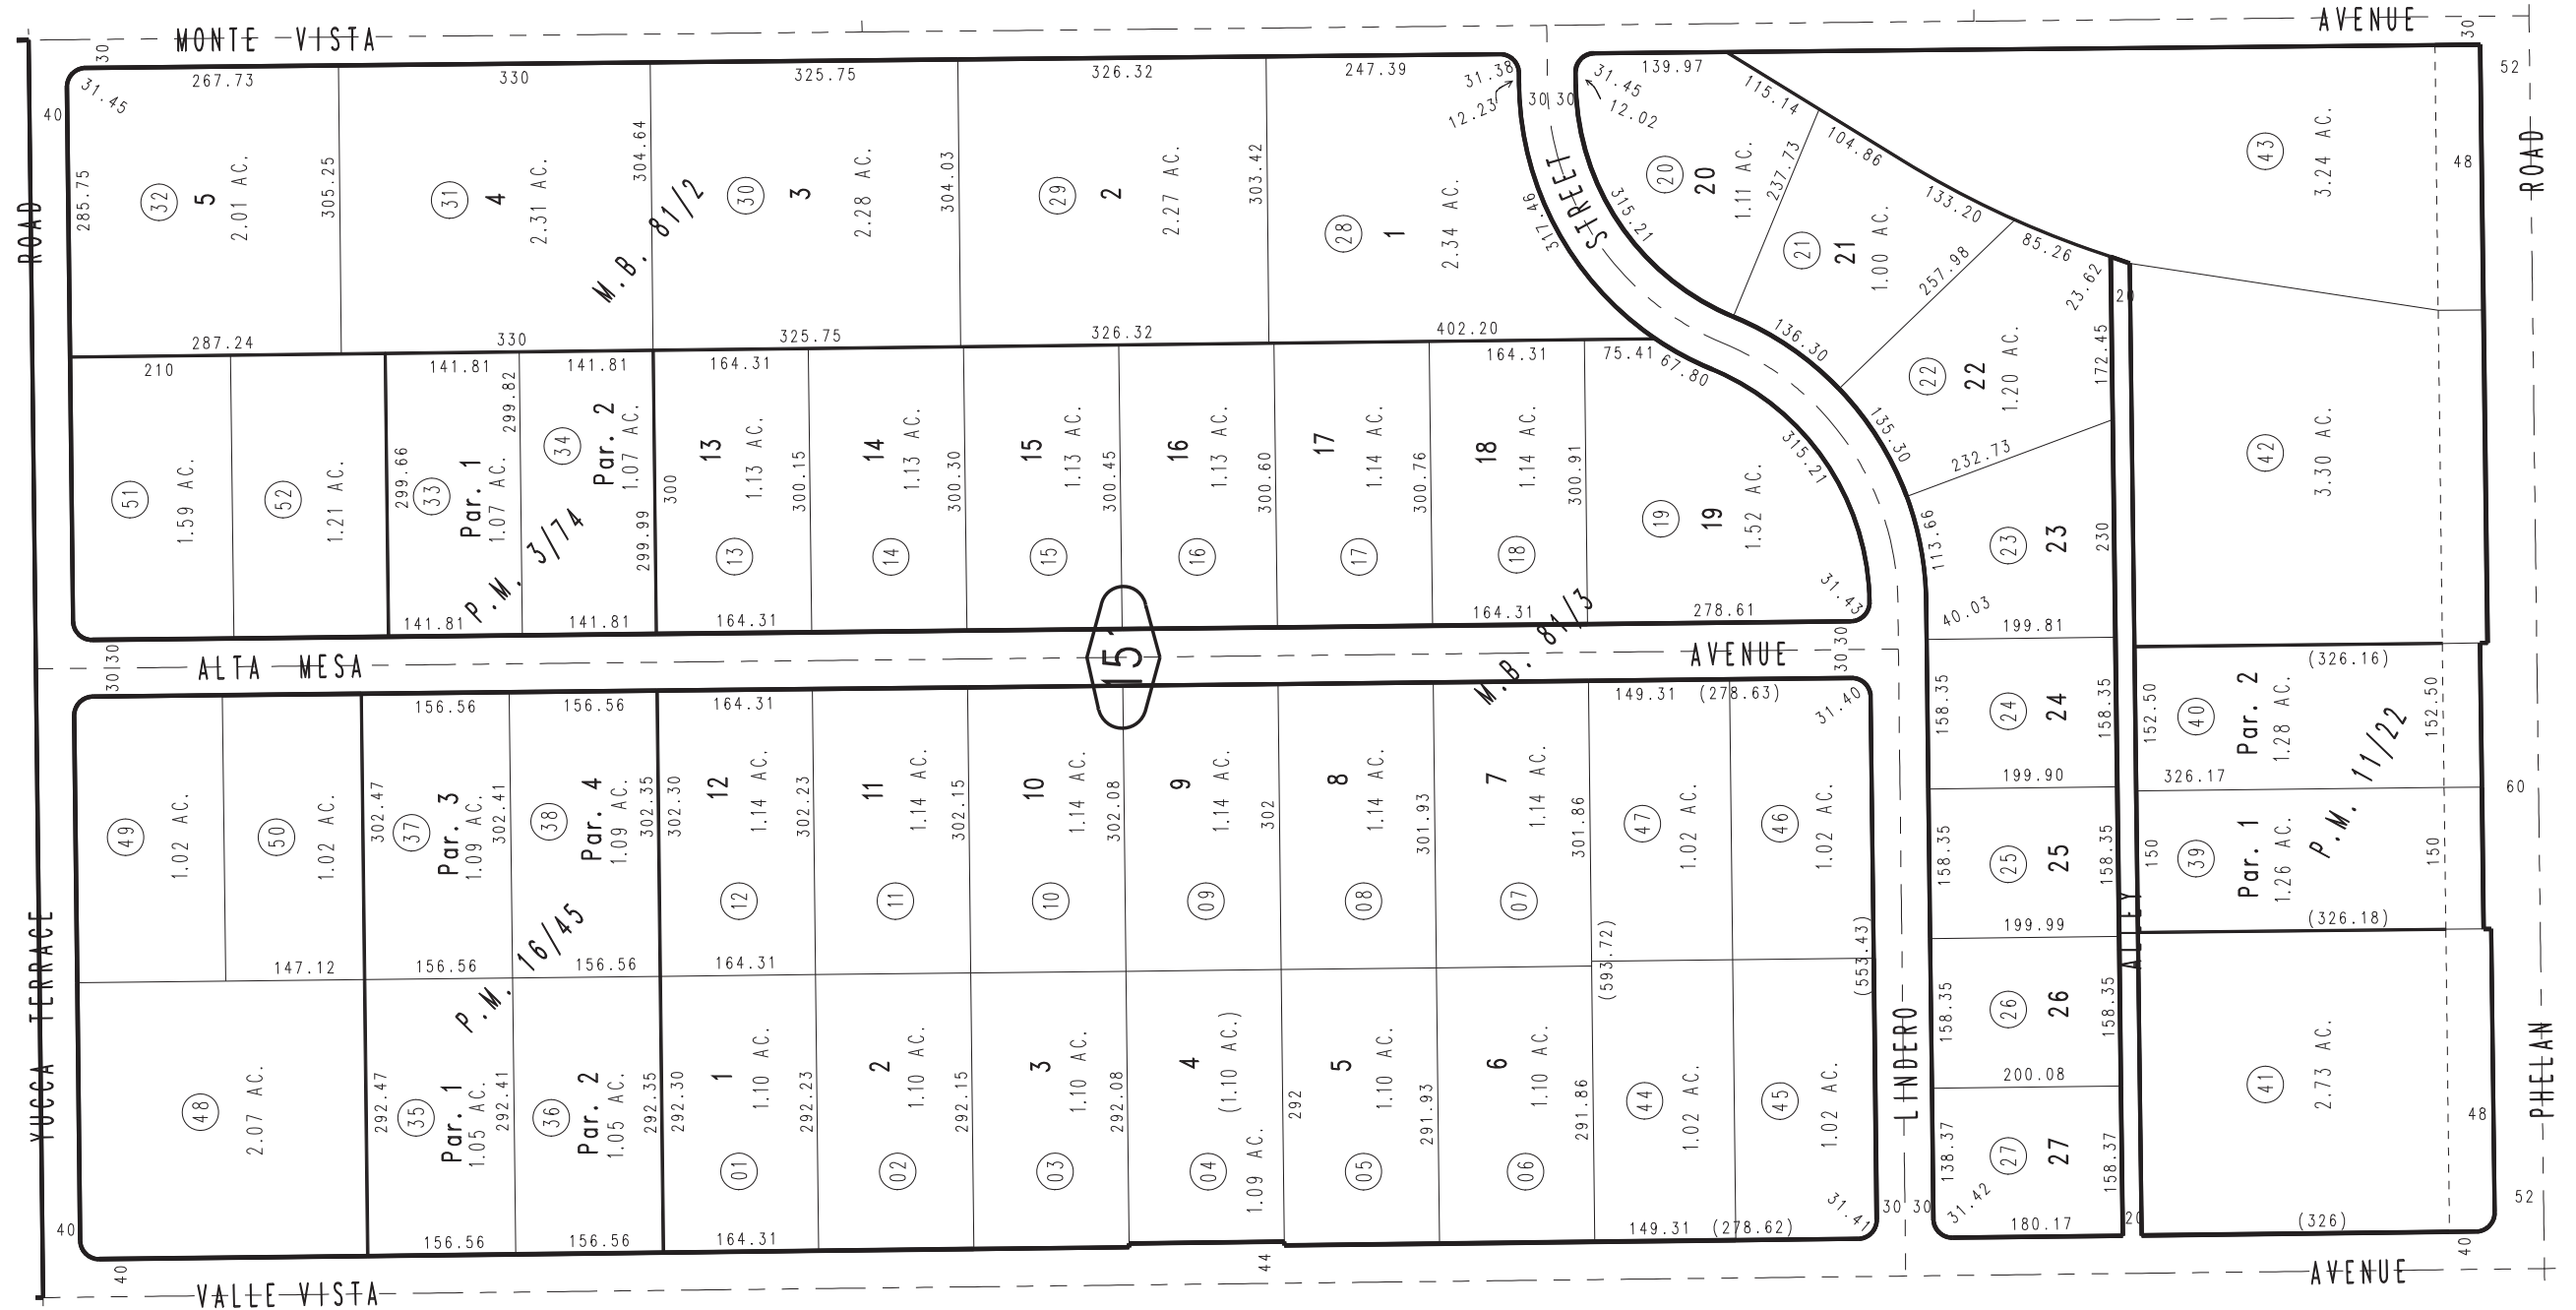 MONTE VISTA AVENUE
30 30
31.45 267.73 330 325.75 326.32 247.39 31.38 12.23 30 30 31.45 12.02 139.97 115.14 104.86 133.20 85.26 23.62 20 52
40 ROAD ROAD 48
285.75 32 5 2.01 AC. 305.25
31 4 2.31 AC. 304.64
M.B. 81/2
30 3 2.28 AC. 304.03
29 2 2.27 AC. 303.42
28 1 2.34 AC. 317.46
STREET
315.21 20 20 1.11 AC. 237.73
21 21 1.00 AC. 257.98
22 22 1.20 AC. 172.45
43 3.24 AC.
287.24 330 325.75 326.32 402.20 136.30
210 141.81 141.81 164.31 164.31 75.41 67.80 135.30 232.73
51 1.59 AC.
52 1.21 AC.
299.66 33 Par. 1 1.07 AC. 299.82
34 Par. 2 1.07 AC. 299.99
P.M. 3/74
300 13 1.13 AC. 13 300.15
14 1.13 AC. 14 300.30
15 1.13 AC. 15 300.45
16 1.13 AC. 16 300.60
17 1.14 AC. 17 300.76
18 1.14 AC. 18 300.91
19 19 1.52 AC. 315.21 31.43
113.66 23 23 230 40.03
42 3.30 AC.
141.81 141.81 164.31 164.31 278.61 199.81
M.B. 81/3
30 30 ALTA MESA 151 AVENUE 30 30
156.56 156.56 164.31 149.31 (278.63) 31.40
49 1.02 AC.
50 1.02 AC. 147.12
302.47 37 Par. 3 1.09 AC. 302.41
38 Par. 4 1.09 AC. 302.35
302.30 12 1.14 AC. 12 302.23
11 1.14 AC. 11 302.15
10 1.14 AC. 10 302.08
9 1.14 AC. 09 302
8 1.14 AC. 08 301.93
7 1.14 AC. 07 301.86
47 1.02 AC. (593.72)
46 1.02 AC. (553.43)
158.35 24 24 158.35
199.90
158.35 25 25 158.35
199.99
(326.16)
152.50 40 Par. 2 1.28 AC. 152.50
326.17
P.M. 11/22
150 39 Par. 1 1.26 AC. 150
(326.18)
60
ALLEY
156.56 156.56 164.31
P.M. 16/45
YUCCA TERRACE
48 2.07 AC.
292.47 35 Par. 1 1.05 AC. 292.41
36 Par. 2 1.05 AC. 292.35
292.30 1 1.10 AC. 01 292.23
2 1.10 AC. 02 292.15
3 1.10 AC. 03 292.08
4 (1.10 AC.) 04 1.09 AC. 292
5 1.10 AC. 05 291.93
6 1.10 AC. 06 291.86
44 1.02 AC.
45 1.02 AC. 31.41
LINDERO
158.35 26 26 158.35
200.08
138.37 27 27 158.37
31.42
41 2.73 AC. 48
PHELAN
52
40 156.56 156.56 164.31 149.31 (278.62) 30 30 180.17 20 (326)
40 44 40
VALLE VISTA AVENUE